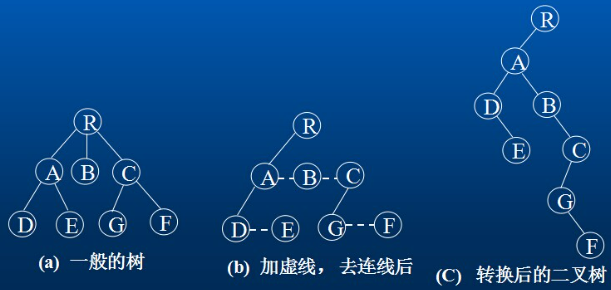 R
A B C
D E G F
(a) 一般的树
R
A B C
D E G F
(b) 加虚线，去连线后
R
A
D B
E C
G
F
(C) 转换后的二叉树